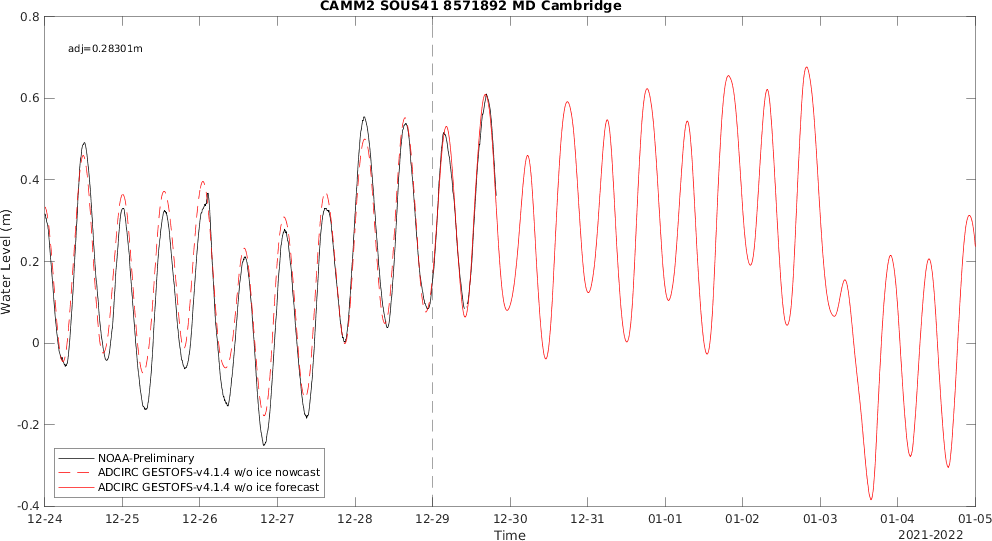 CAMM2 SOUS41 8571892 MD Cambridge
adj=0.28301m
0.8
0.6
0.4
0.2
0
-0.2
-0.4
Water Level (m)
NOAA-Preliminary
ADCIRC GESTOFS-v4.1.4 w/o ice nowcast
ADCIRC GESTOFS-v4.1.4 w/o ice forecast
12-24 12-25 12-26 12-27 12-28 12-29 12-30 12-31 01-01 01-02 01-03 01-04 01-05
Time
2021-2022